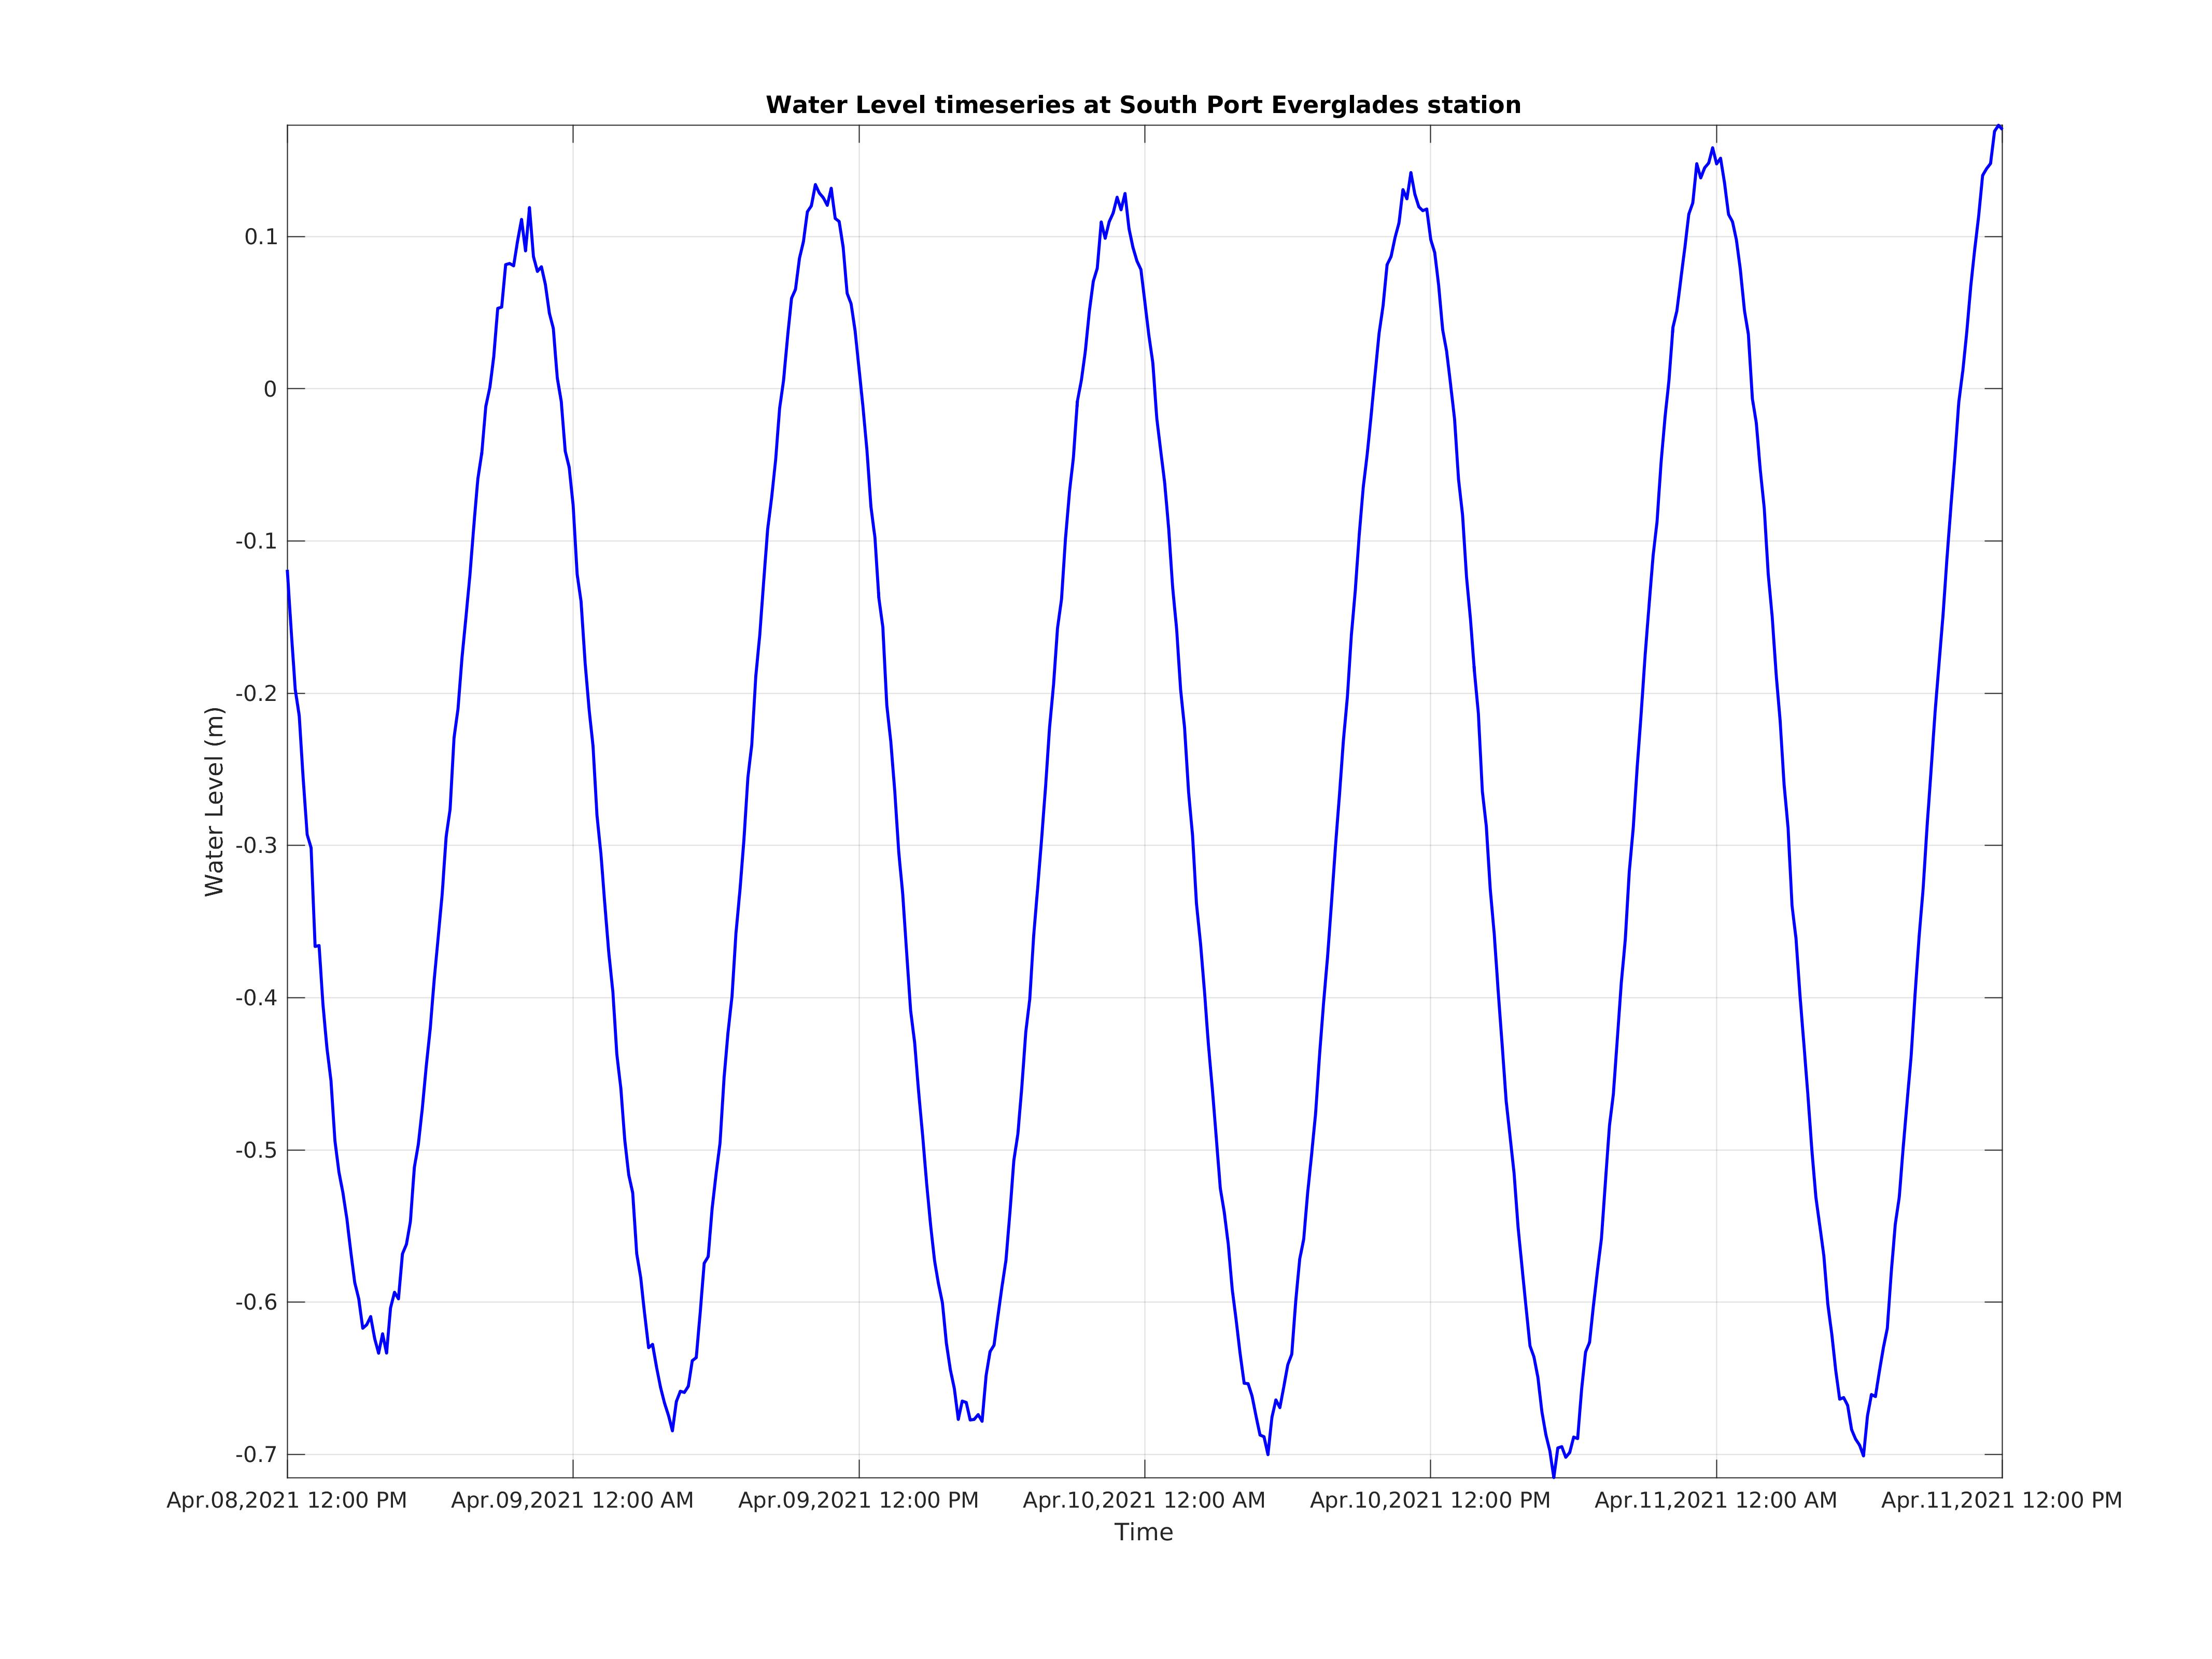 Water Level timeseries at South Port Everglades station
0.1
0
-0.1
-0.2
-0.3
-0.4
-0.5
-0.6
-0.7
Water Level (m)
Apr.08,2021 12:00 PM Apr.09,2021 12:00 AM Apr.09,2021 12:00 PM Apr.10,2021 12:00 AM Apr.10,2021 12:00 PM Apr.11,2021 12:00 AM Apr.11,2021 12:00 PM
Time